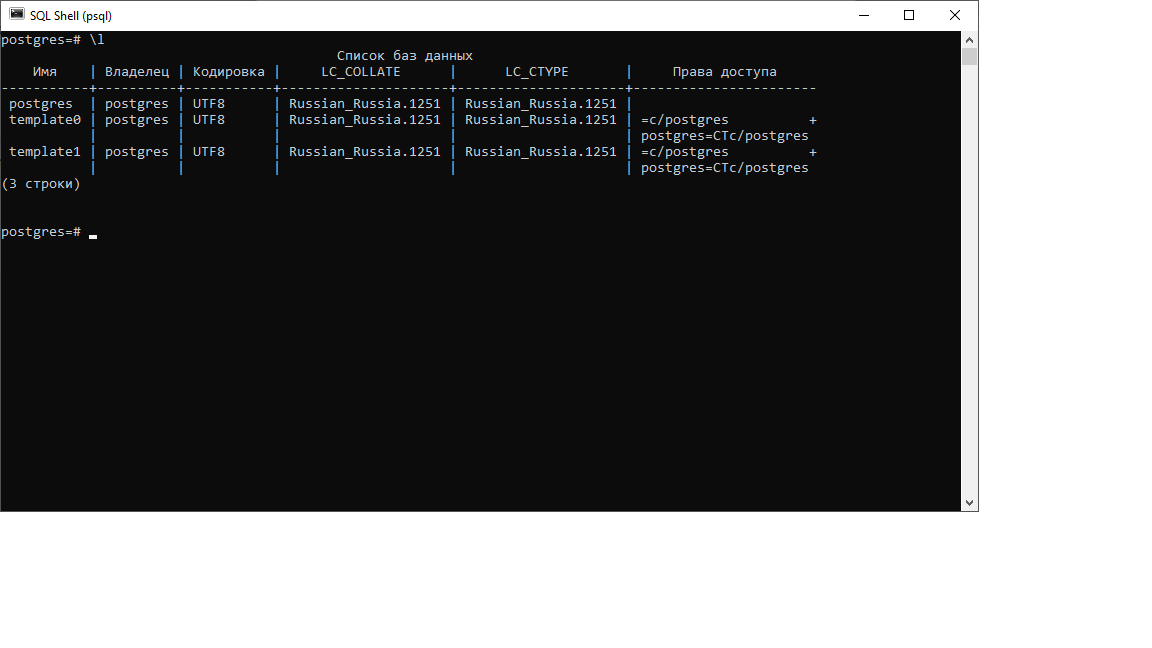 SQL Shell (psql)
postgres=# \l
                                          Список баз данных
    Имя    | Владелец | Кодировка |     LC_COLLATE      |      LC_CTYPE       |     Права доступа
-----------+----------+-----------+---------------------+---------------------+-----------------------
 postgres  | postgres | UTF8      | Russian_Russia.1251 | Russian_Russia.1251 |
 template0 | postgres | UTF8      | Russian_Russia.1251 | Russian_Russia.1251 | =c/postgres          +
           |          |           |                     |                     | postgres=CTc/postgres
 template1 | postgres | UTF8      | Russian_Russia.1251 | Russian_Russia.1251 | =c/postgres          +
           |          |           |                     |                     | postgres=CTc/postgres
(3 строки)
postgres=#